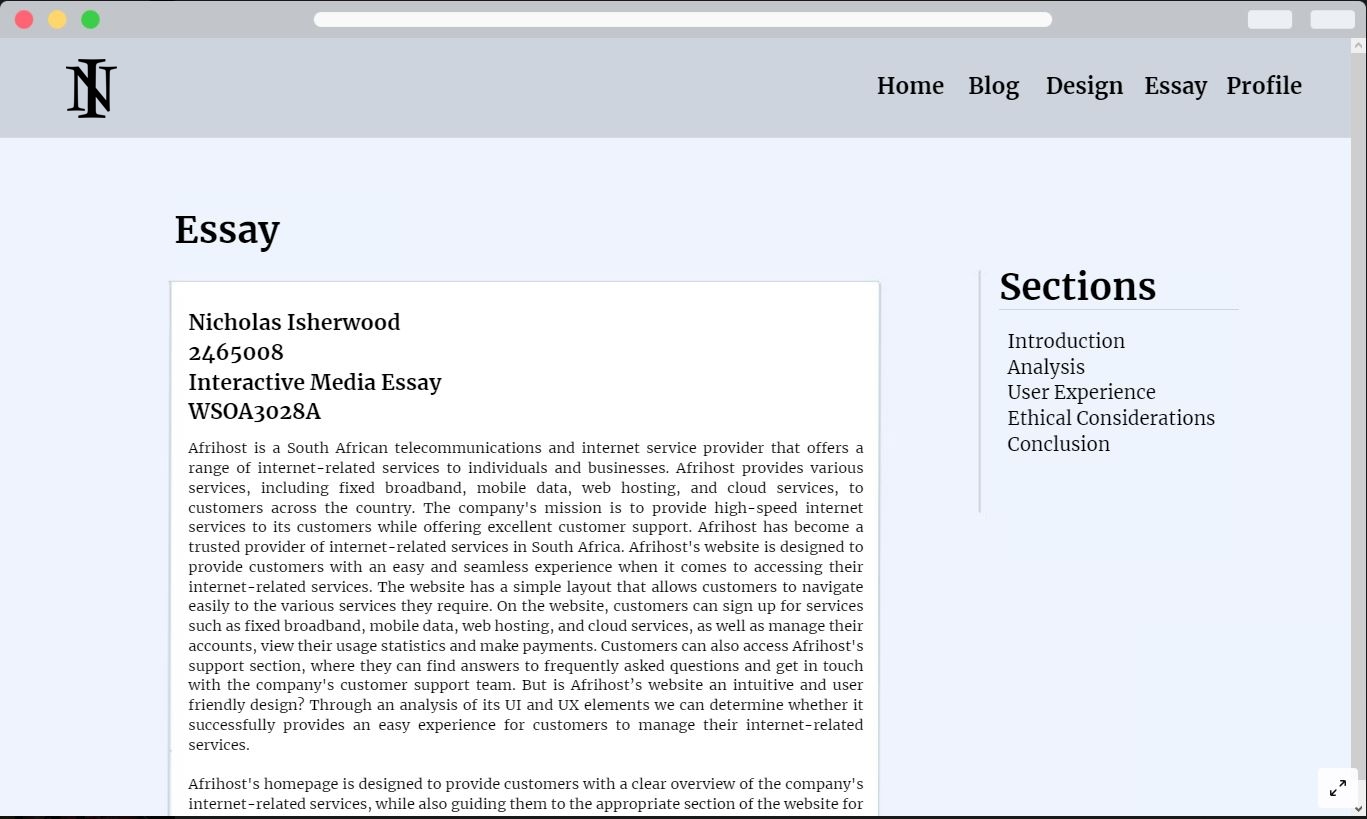 NI
Home Blog Design Essay Profile
Essay
Nicholas Isherwood
2465008
Interactive Media Essay
WSOA3028A
Afrihost is a South African telecommunications and internet service provider that offers a
range of internet-related services to individuals and businesses. Afrihost provides various
services, including fixed broadband, mobile data, web hosting, and cloud services, to
customers across the country. The company's mission is to provide high-speed internet
services to its customers while offering excellent customer support. Afrihost has become a
trusted provider of internet-related services in South Africa. Afrihost's website is designed to
provide customers with an easy and seamless experience when it comes to accessing their
internet-related services. The website has a simple layout that allows customers to navigate
easily to the various services they require. On the website, customers can sign up for services
such as fixed broadband, mobile data, web hosting, and cloud services, as well as manage their
accounts, view their usage statistics and make payments. Customers can also access Afrihost's
support section, where they can find answers to frequently asked questions and get in touch
with the company's customer support team. But is Afrihost’s website an intuitive and user
friendly design? Through an analysis of its UI and UX elements we can determine whether it
successfully provides an easy experience for customers to manage their internet-related
services.
Afrihost's homepage is designed to provide customers with a clear overview of the company's
internet-related services, while also guiding them to the appropriate section of the website for
Sections
Introduction
Analysis
User Experience
Ethical Considerations
Conclusion